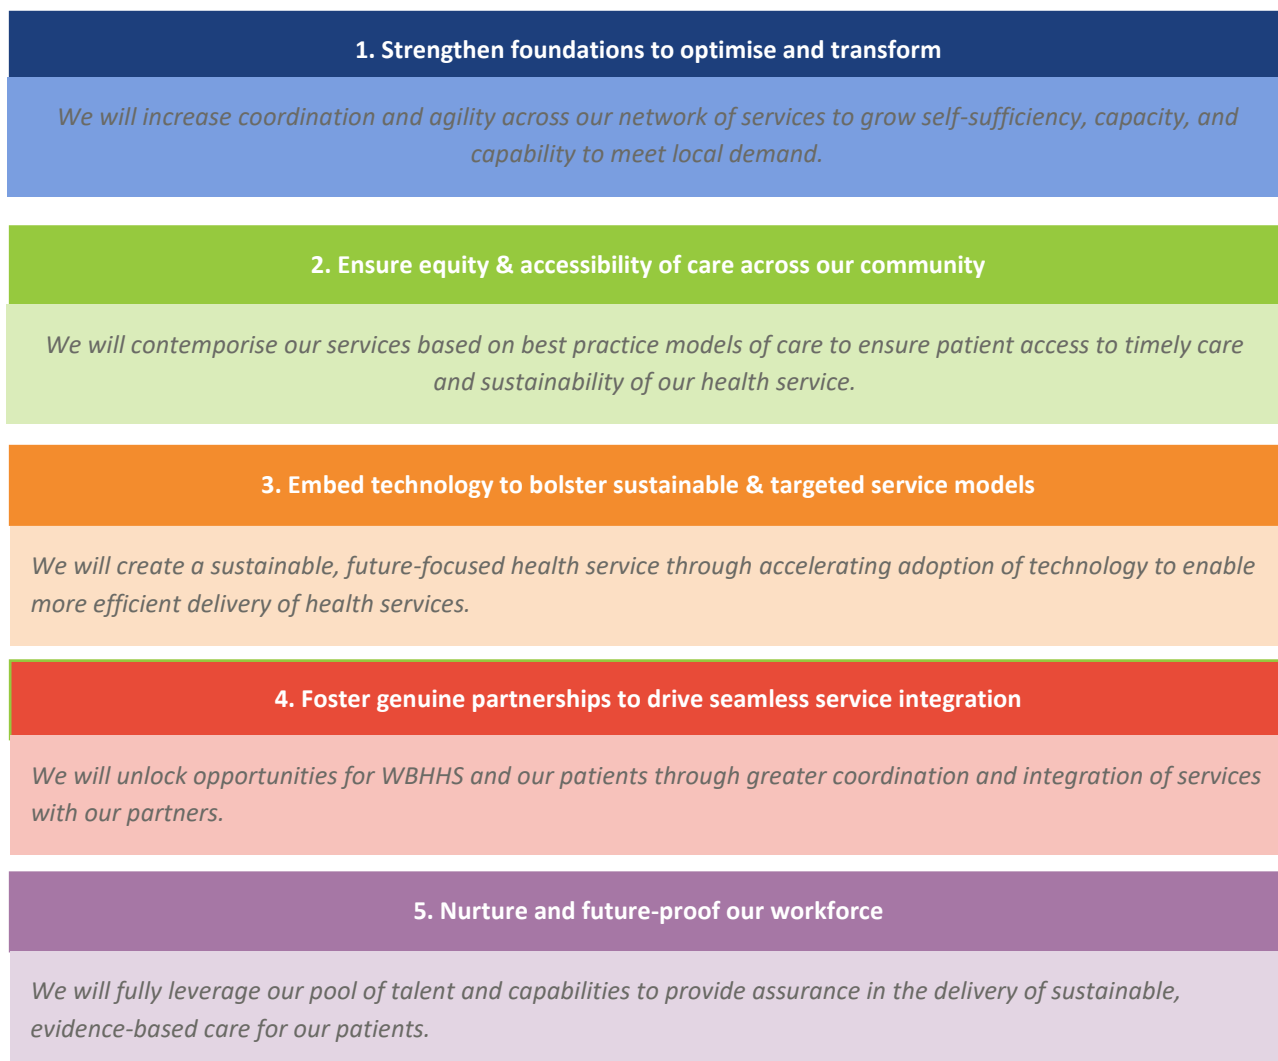 1. Strengthen foundations to optimise and transform
We will increase coordination and agility across our network of services to grow self-sufficiency, capacity, and
capability to meet local demand.
2. Ensure equity & accessibility of care across our community
We will contemporise our services based on best practice models of care to ensure patient access to timely care
and sustainability of our health service.
3. Embed technology to bolster sustainable & targeted service models
We will create a sustainable, future-focused health service through accelerating adoption of technology to enable
more efficient delivery of health services.
4. Foster genuine partnerships to drive seamless service integration
We will unlock opportunities for WBHHS and our patients through greater coordination and integration of services
with our partners.
5. Nurture and future-proof our workforce
We will fully leverage our pool of talent and capabilities to provide assurance in the delivery of sustainable,
evidence-based care for our patients.